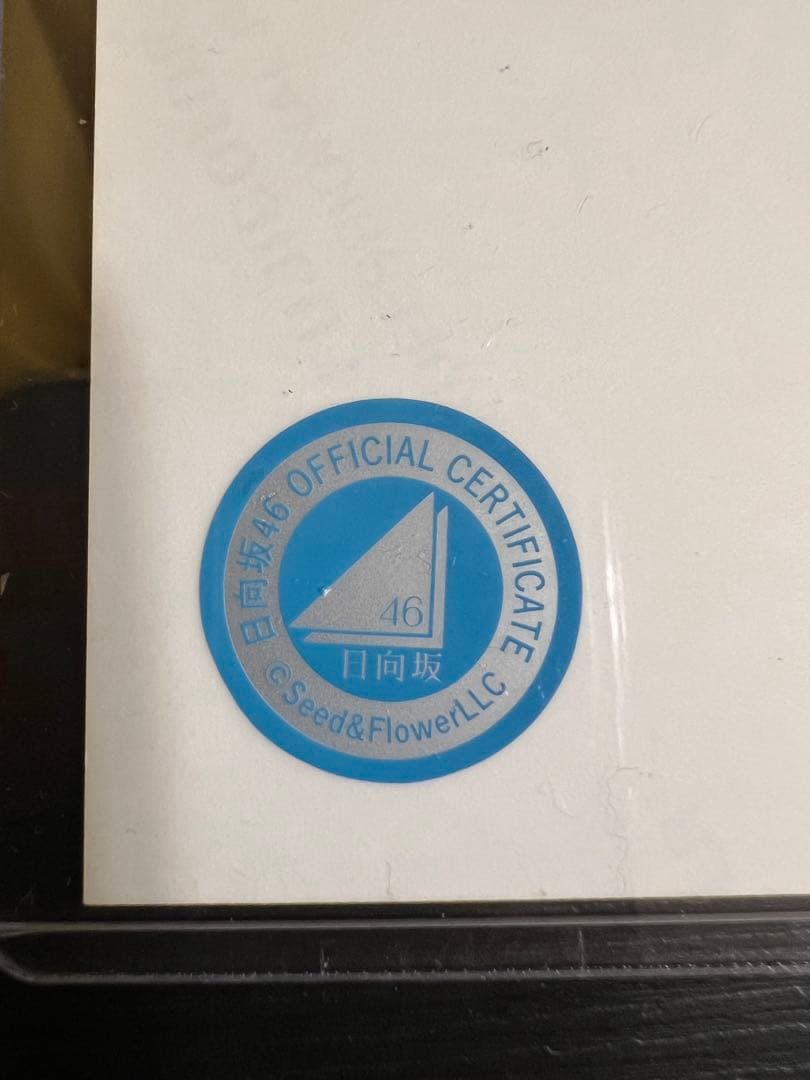 日向坂46 OFFICIAL CERTIFICATE
46
日向坂
©Seed&FlowerLLC